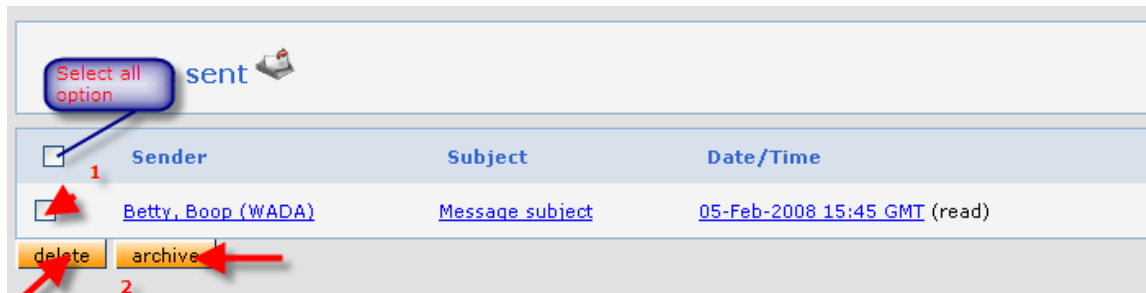 Select all
option
sent
Sender Subject Date/Time
1
Betty, Boop (WADA) Message subject 05-Feb-2008 15:45 GMT (read)
delete archive
2